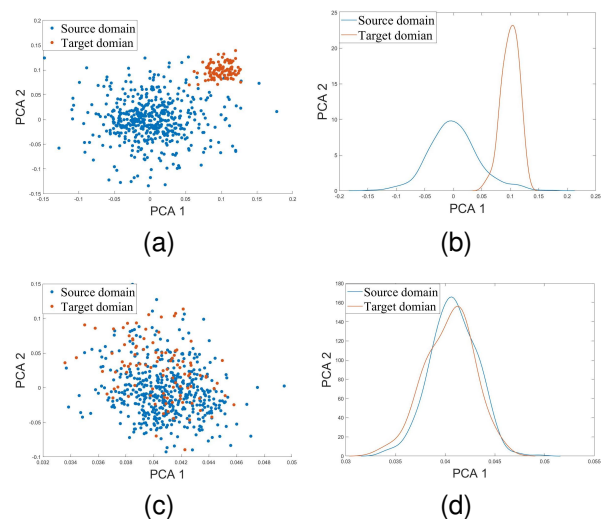 0.2
0.15
0.1
0.05
0
-0.05
-0.1
-0.15
PCA 2
Source domain
Target domian
-0.15 -0.1 -0.05 0 0.05 0.1 0.15 0.2
PCA 1
(a)
25
20
15
10
5
0
PCA 2
Source domain
Target domian
-0.2 -0.15 -0.1 -0.05 0 0.05 0.1 0.15 0.2 0.25
PCA 1
(b)
0.15
0.1
0.05
0
-0.05
-0.1
PCA 2
Source domain
Target domian
0.032 0.034 0.036 0.038 0.04 0.042 0.044 0.046 0.048 0.05
PCA 1
(c)
180
160
140
120
100
80
60
40
20
0
PCA 2
Source domain
Target domian
0.03 0.035 0.04 0.045 0.05 0.055
PCA 1
(d)